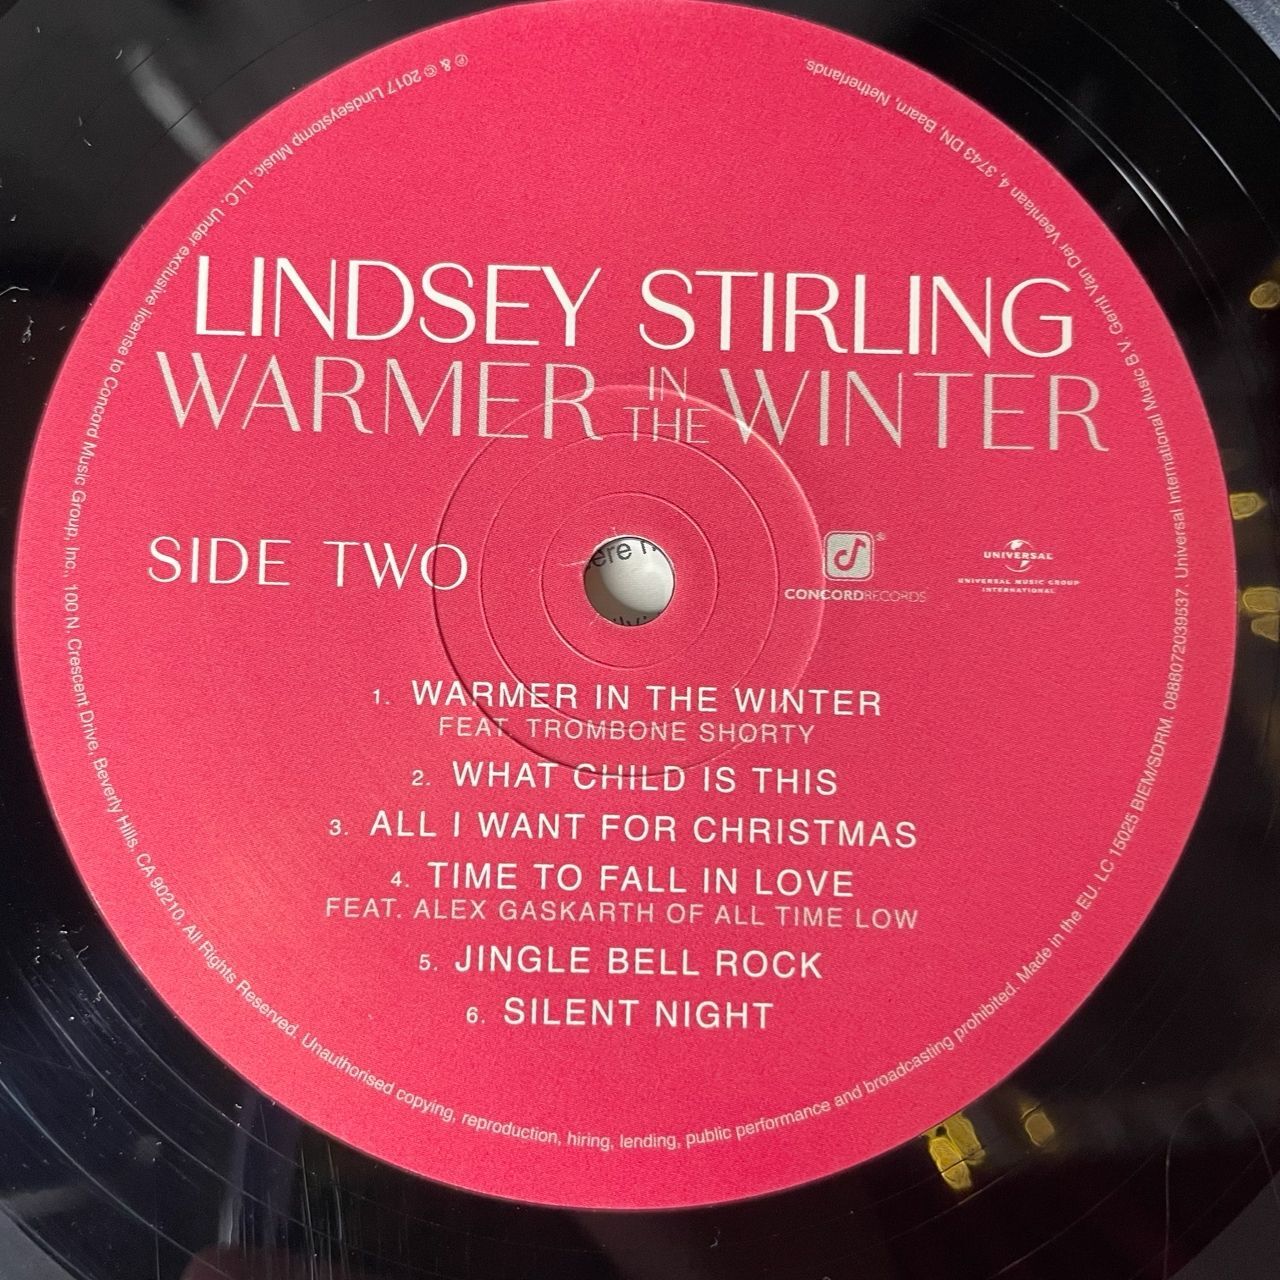 LINDSEY STIRLING
WARMER IN THE WINTER
SIDE TWO
CONCORDRECORDS
UNIVERSAL
UNIVERSAL MUSIC GROUP
INTERNATIONAL
1. WARMER IN THE WINTER
FEAT. TROMBONE SHORTY
2. WHAT CHILD IS THIS
3. ALL I WANT FOR CHRISTMAS
4. TIME TO FALL IN LOVE
FEAT. ALEX GASKARTH OF ALL TIME LOW
5. JINGLE BELL ROCK
6. SILENT NIGHT
℗ & © 2017 Lindseystomp Music, LLC. Under exclusive license to Concord Music Group, Inc., 100 N. Crescent Drive, Beverly Hills, CA 90210. All Rights Reserved. Unauthorised copying, reproduction, hiring, lending, public performance and broadcasting prohibited. Made in the EU. LC 15025 BIEM/SDRM. 0888072039537. Universal International Music B.V. Gerrit Van Der Veenlaan 4, 3743 DN, Baarn, Netherlands.